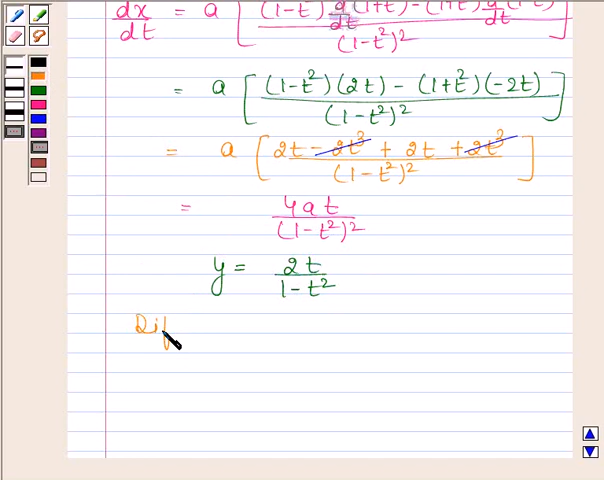 dx/dt = a [ (1-t²) d/dt (1+t²) - (1+t²) d/dt (1-t²) / (1-t²)² ]
= a [ (1-t²)(2t) - (1+t²)(-2t) / (1-t²)² ]
= a [ 2t - 2t³ + 2t + 2t³ / (1-t²)² ]
= 4at / (1-t²)²
y = 2t / 1-t²
Dif